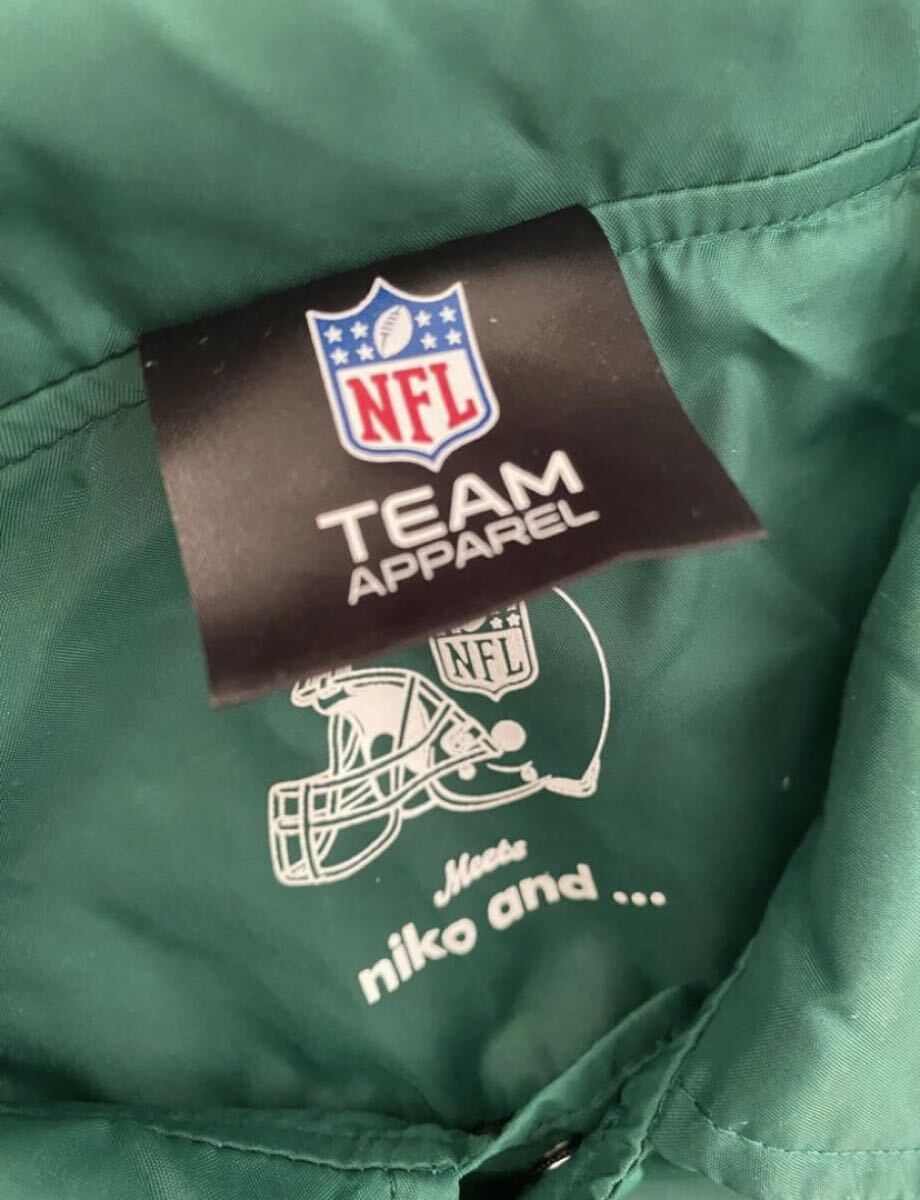 NFL
TEAM
APPAREL
NFL
Meets
niko and ...